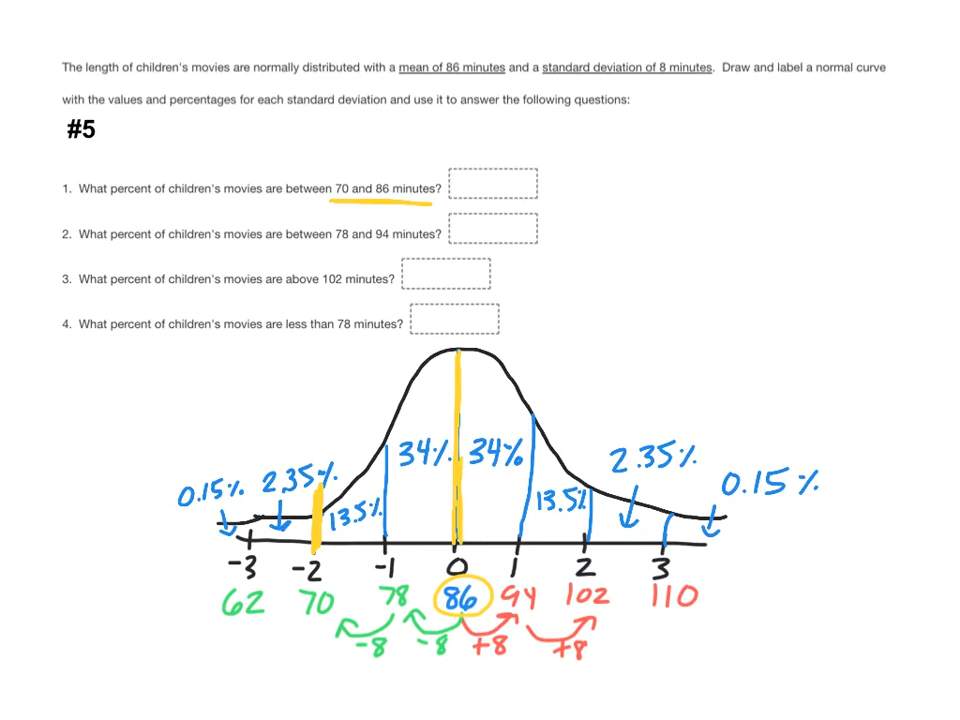 The length of children's movies are normally distributed with a mean of 86 minutes and a standard deviation of 8 minutes. Draw and label a normal curve
with the values and percentages for each standard deviation and use it to answer the following questions:
#5
1. What percent of children's movies are between 70 and 86 minutes?
2. What percent of children's movies are between 78 and 94 minutes?
3. What percent of children's movies are above 102 minutes?
4. What percent of children's movies are less than 78 minutes?
0.15% 2.35% 13.5% 34% 34% 13.5% 2.35% 0.15%
-3 -2 -1 0 1 2 3
62 70 78 86 94 102 110
-8 -8 +8 +8